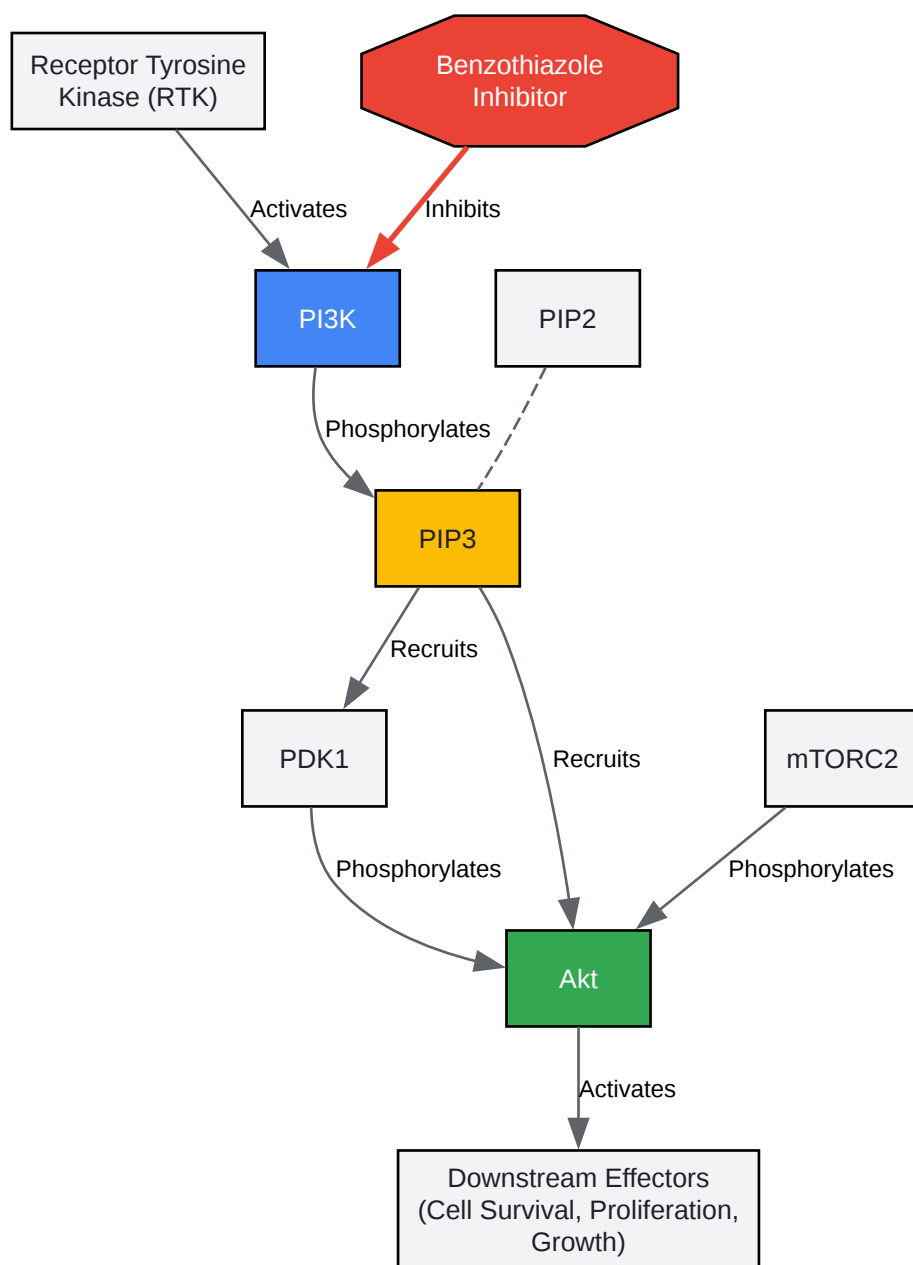 Receptor Tyrosine
Kinase (RTK)
Benzothiazole
Inhibitor
Activates
Inhibits
PI3K
PIP2
Phosphorylates
PIP3
Recruits
PDK1
Recruits
mTORC2
Phosphorylates
Phosphorylates
Akt
Activates
Downstream Effectors
(Cell Survival, Proliferation,
Growth)